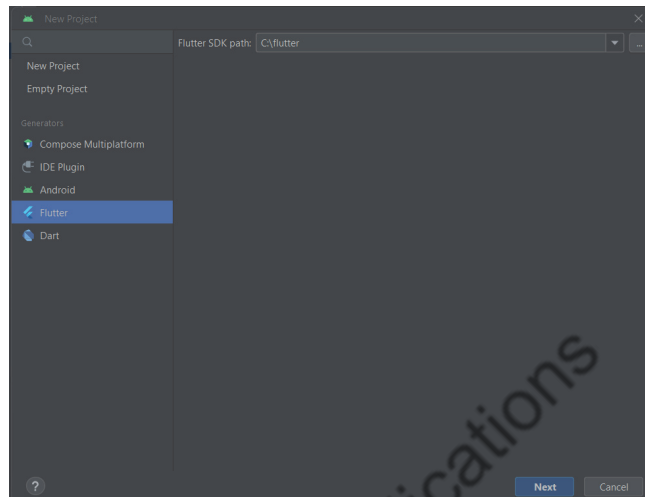 New Project
Flutter SDK path: C:\flutter
...
New Project
Empty Project
Generators
Compose Multiplatform
IDE Plugin
Android
Flutter
Dart
ications
?
Next
Cancel